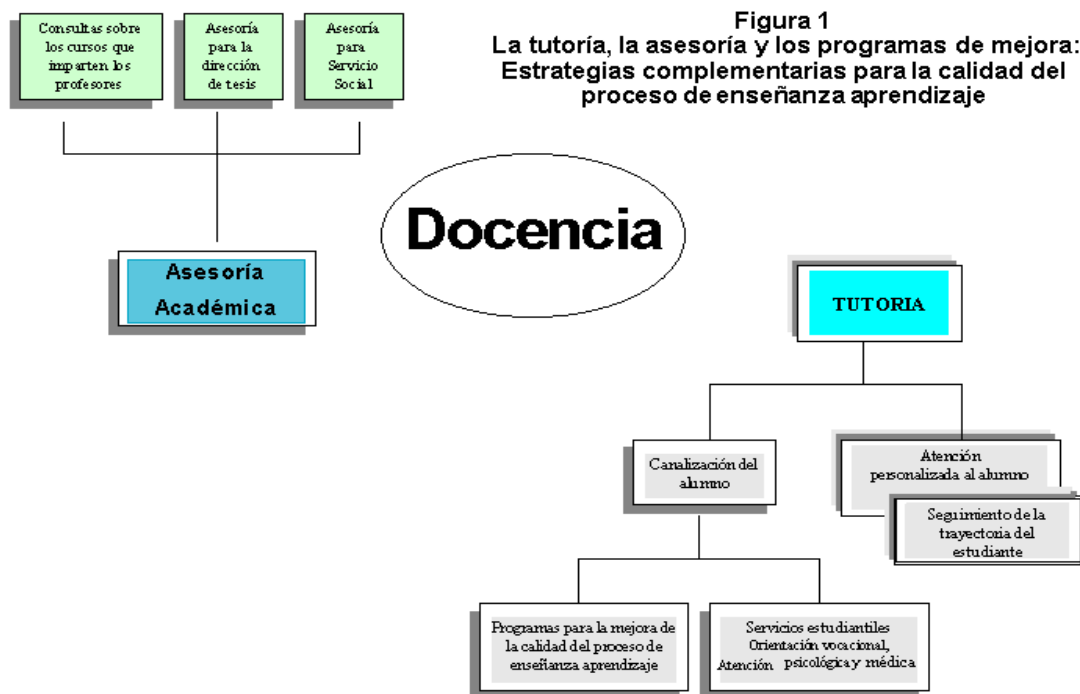 Figura 1
La tutoría, la asesoría y los programas de mejora:
Estrategias complementarias para la calidad del
proceso de enseñanza aprendizaje
Consultas sobre
los cursos que
imparten los
profesores
Asesoría
para la
dirección
de tesis
Asesoría
para
Servicio
Social
Docencia
Asesoría
Académica
TUTORIA
Canalización del
alumno
Atención
personalizada al alumno
Seguimiento de la
trayectoria del
estudiante
Programas para la mejora de
la calidad del proceso de
enseñanza aprendizaje
Servicios estudiantiles
Orientación vocacional,
Atención psicológica y médica